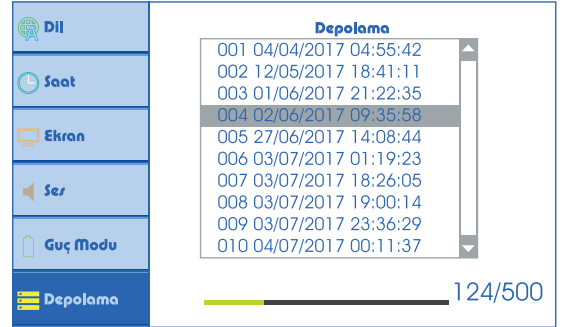 Dil
Saat
Ekran
Ses
Guç Modu
Depolama
Depolama
001 04/04/2017 04:55:42
002 12/05/2017 18:41:11
003 01/06/2017 21:22:35
004 02/06/2017 09:35:58
005 27/06/2017 14:08:44
006 03/07/2017 01:19:23
007 03/07/2017 18:26:05
008 03/07/2017 19:00:14
009 03/07/2017 23:36:29
010 04/07/2017 00:11:37
124/500